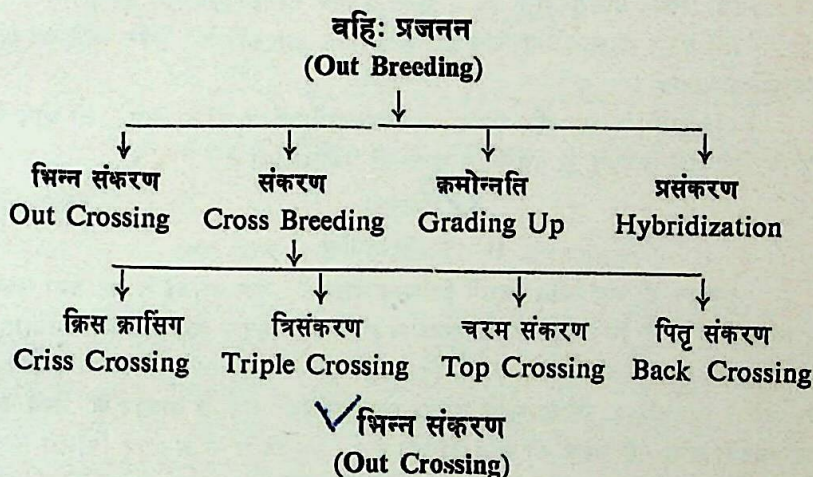 वहिः प्रजनन
(Out Breeding)
भिन्न संकरण संकरण क्रमोन्नति प्रसंकरण
Out Crossing Cross Breeding Grading Up Hybridization
क्रिस क्रासिंग त्रिसंकरण चरम संकरण पितृ संकरण
Criss Crossing Triple Crossing Top Crossing Back Crossing
भिन्न संकरण
(Out Crossing)